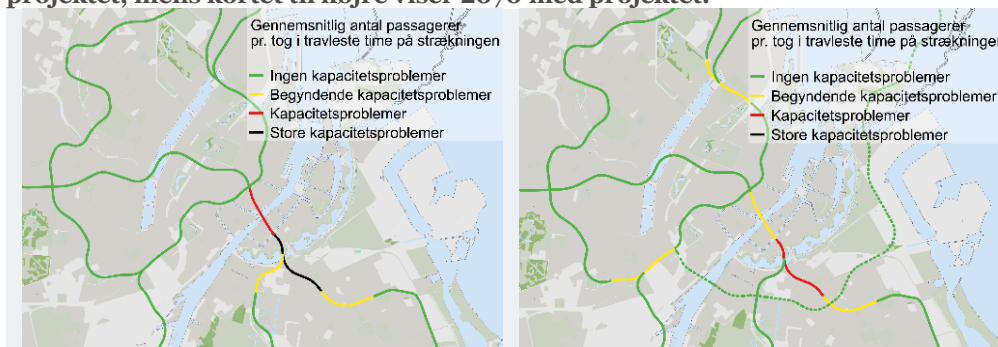 projektet, mens kortet til højre viser 2070 med projektet.
Gennemsnitlig antal passagerer
pr. tog i travleste time på strækningen
Ingen kapacitetsproblemer
Begyndende kapacitetsproblemer
Kapacitetsproblemer
Store kapacitetsproblemer
Gennemsnitlig antal passagerer
pr. tog i travleste time på strækningen
Ingen kapacitetsproblemer
Begyndende kapacitetsproblemer
Kapacitetsproblemer
Store kapacitetsproblemer